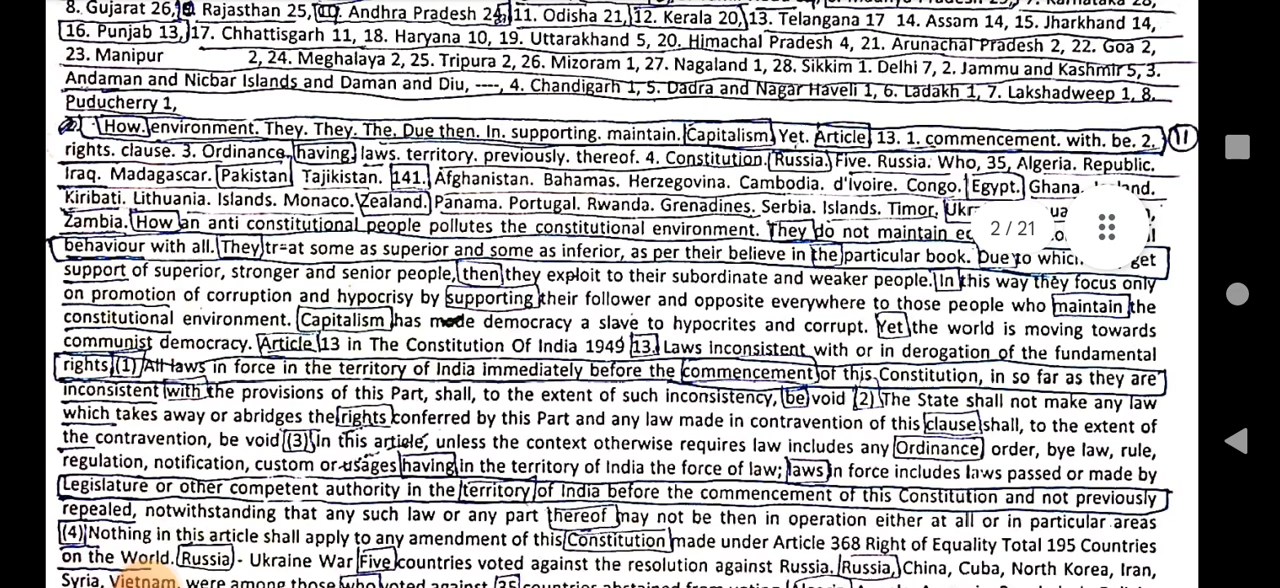 8. Gujarat 26, Rajasthan 25, Andhra Pradesh 11. Odisha 21, 12. Kerala 20, 13. Telangana 17 14. Assam 14, 15. Jharkhand 14,
16. Punjab 13, 17. Chhattisgarh 11, 18. Haryana 10, 19. Uttarakhand 5, 20. Himachal Pradesh 4, 21. Arunachal Pradesh 2, 22. Goa 2,
23. Manipur 2, 24. Meghalaya 2, 25. Tripura 2, 26. Mizoram 1, 27. Nagaland 1, 28. Sikkim 1. Delhi 7, 2. Jammu and Kashmir 5, 3.
Andaman and Nicbar Islands and Daman and Diu, ----, 4. Chandigarh 1, 5. Dadra and Nagar Haveli 1, 6. Ladakh 1, 7. Lakshadweep 1, 8.
Puducherry 1,
How. environment. They. They. The. Due then. In. supporting. maintain. Capitalism Yet. Article 13. 1. commencement. with. be. 2. 11
rights. clause. 3. Ordinance. having. laws. territory. previously. thereof. 4. Constitution. Russia. Five. Russia. Who, 35, Algeria. Republic.
Iraq. Madagascar. Pakistan Tajikistan. 141. Afghanistan. Bahamas. Herzegovina. Cambodia. d'Ivoire. Congo. Egypt. Ghana.
Kiribati. Lithuania. Islands. Monaco. Zealand. Panama. Portugal. Rwanda. Grenadines. Serbia. Islands. Timor,
Zambia. How an anti constitutional people pollutes the constitutional environment. They do not maintain
2 / 21
behaviour with all. They tr=at some as superior and some as inferior, as per their believe in the particular book. Due to which get
support of superior, stronger and senior people, then they exploit to their subordinate and weaker people. In this way they focus only
on promotion of corruption and hypocrisy by supporting their follower and opposite everywhere to those people who maintain the
constitutional environment. Capitalism has made democracy a slave to hypocrites and corrupt. Yet the world is moving towards
communist democracy. Article 13 in The Constitution Of India 1949 13. Laws inconsistent with or in derogation of the fundamental
rights (1) All laws in force in the territory of India immediately before the commencement of this Constitution, in so far as they are
inconsistent with the provisions of this Part, shall, to the extent of such inconsistency, be void (2) The State shall not make any law
which takes away or abridges the rights conferred by this Part and any law made in contravention of this clause shall, to the extent of
the contravention, be void (3) In this article, unless the context otherwise requires law includes any Ordinance order, bye law, rule,
regulation, notification, custom or usages having in the territory of India the force of law; laws in force includes laws passed or made by
Legislature or other competent authority in the territory of India before the commencement of this Constitution and not previously
repealed, notwithstanding that any such law or any part thereof may not be then in operation either at all or in particular areas
(4) Nothing in this article shall apply to any amendment of this Constitution made under Article 368 Right of Equality Total 195 Countries
on the World. Russia - Ukraine War Five countries voted against the resolution against Russia. Russia, China, Cuba, North Korea, Iran,
Syria. Vietnam. were among those who voted against 35 countries